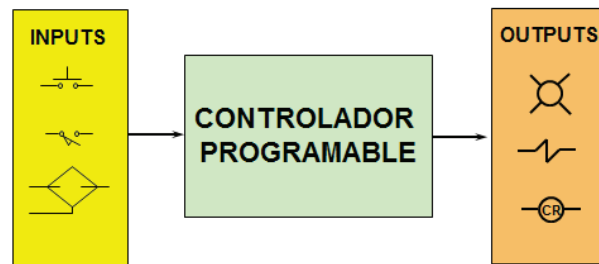 INPUTS
CONTROLADOR
PROGRAMABLE
OUTPUTS
CR